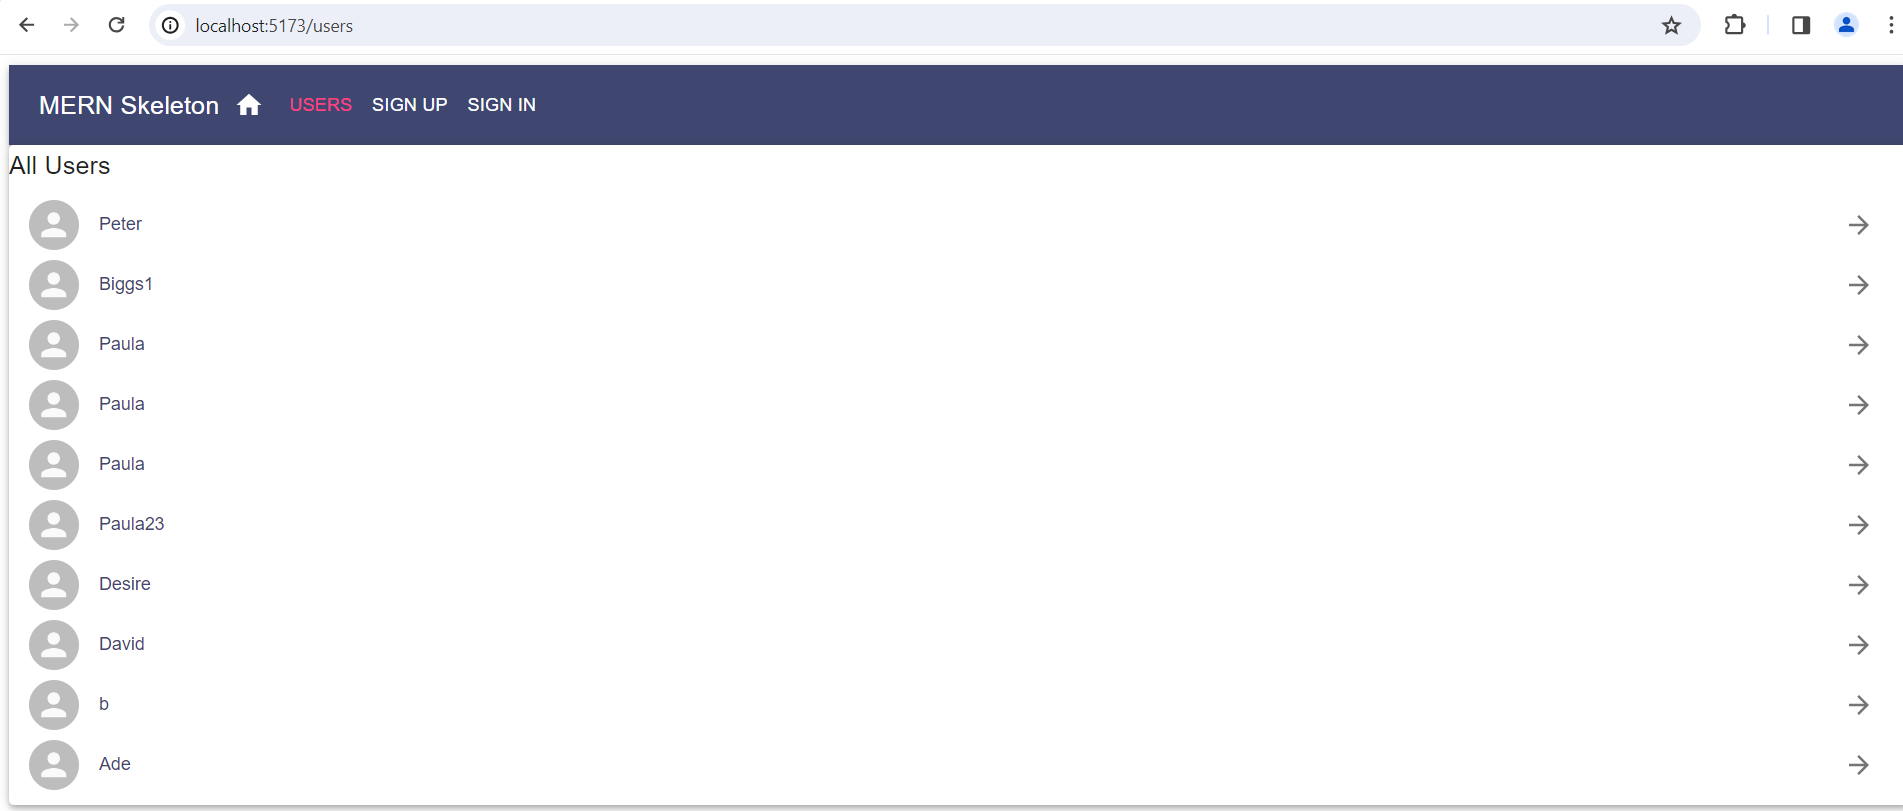 localhost:5173/users
MERN Skeleton USERS SIGN UP SIGN IN
All Users
Peter
Biggs1
Paula
Paula
Paula
Paula23
Desire
David
b
Ade